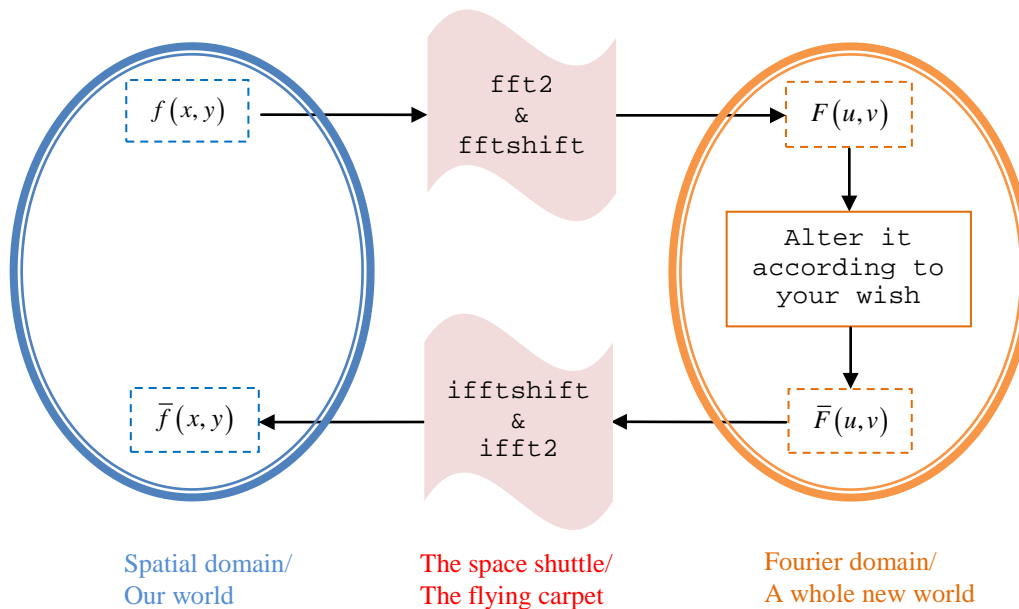 f(x, y)
fft2
&
fftshift
F(u, v)
Alter it
according to
your wish
f̅(x, y)
ifftshift
&
ifft2
F̅(u, v)
Spatial domain/
Our world
The space shuttle/
The flying carpet
Fourier domain/
A whole new world